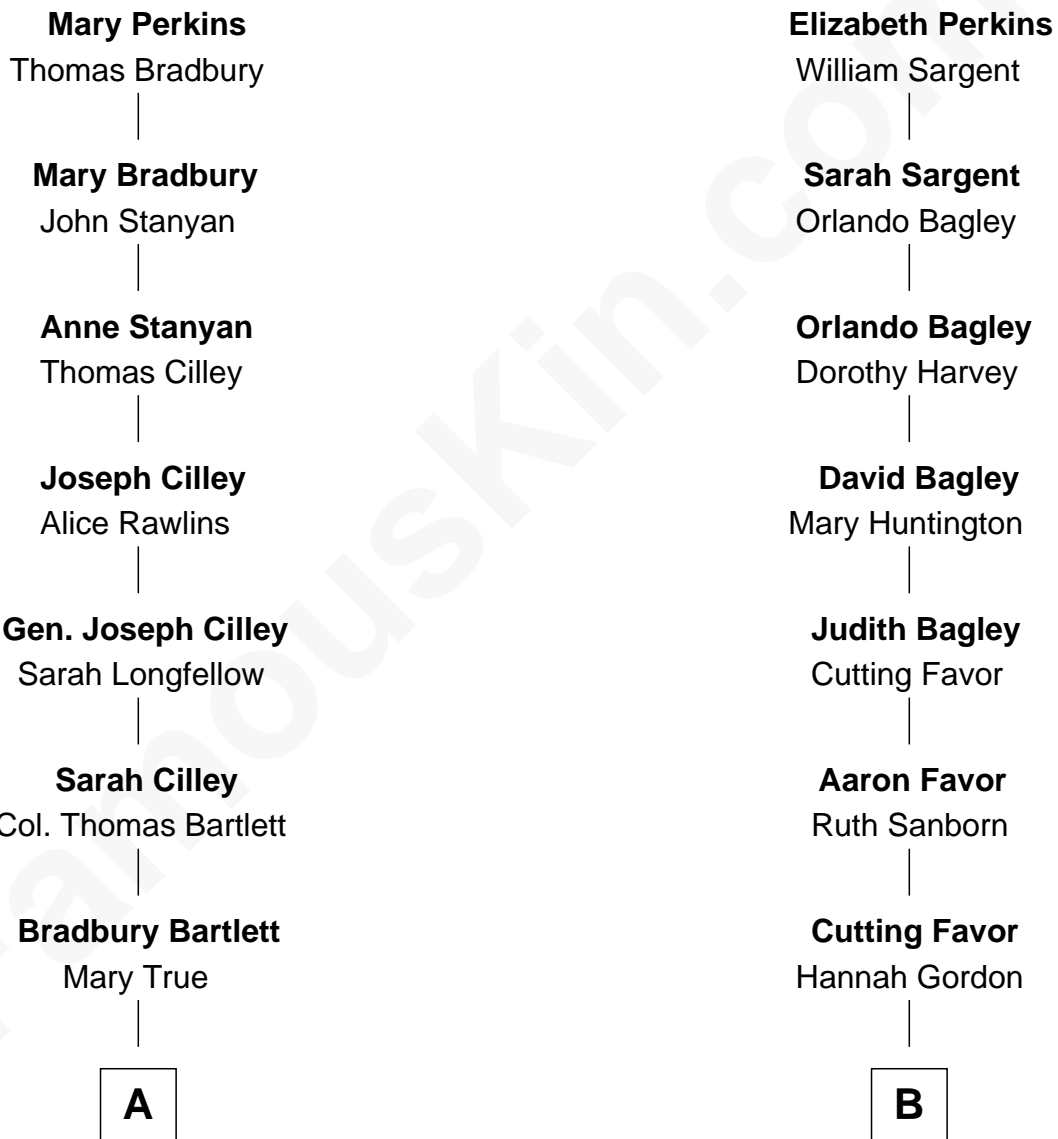 Mary Perkins
Thomas Bradbury
Mary Bradbury
John Stanyan
Anne Stanyan
Thomas Cilley
Joseph Cilley
Alice Rawlins
Gen. Joseph Cilley
Sarah Longfellow
Sarah Cilley
Col. Thomas Bartlett
Bradbury Bartlett
Mary True
A
Elizabeth Perkins
William Sargent
Sarah Sargent
Orlando Bagley
Orlando Bagley
Dorothy Harvey
David Bagley
Mary Huntington
Judith Bagley
Cutting Favor
Aaron Favor
Ruth Sanborn
Cutting Favor
Hannah Gordon
B
FamousKin.com